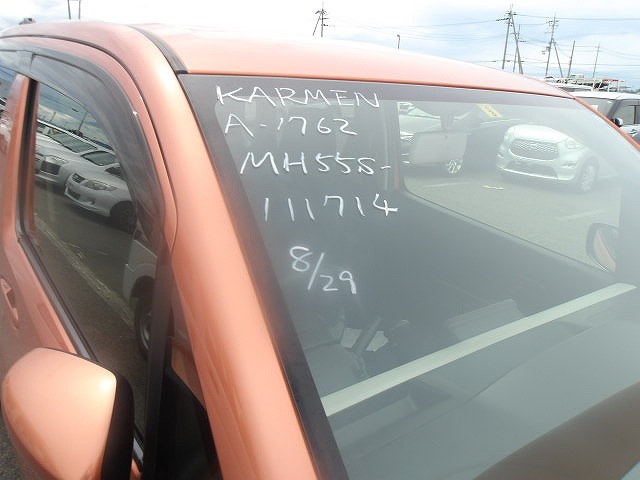 KARMEN
A-1762
MH55S-
111714
8/29